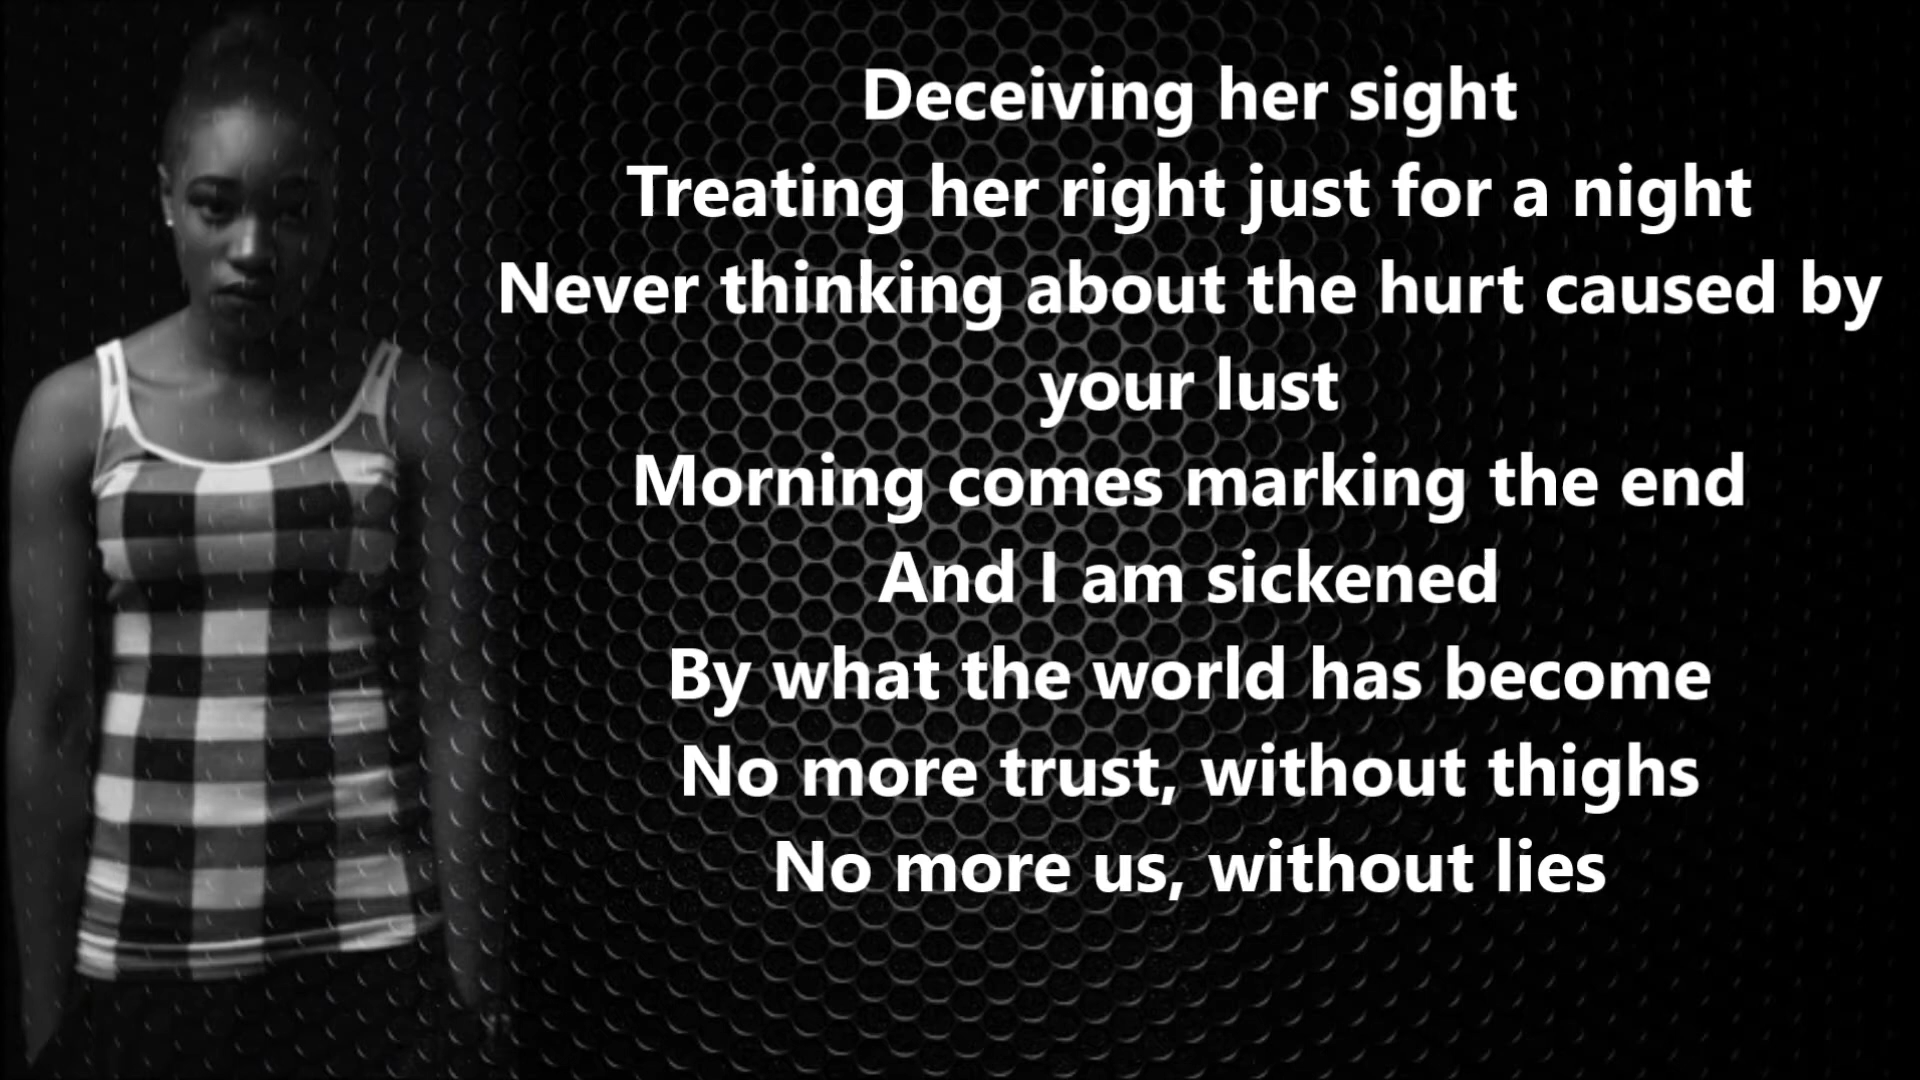 Deceiving her sight
Treating her right just for a night
Never thinking about the hurt caused by
your lust
Morning comes marking the end
And I am sickened
By what the world has become
No more trust, without thighs
No more us, without lies